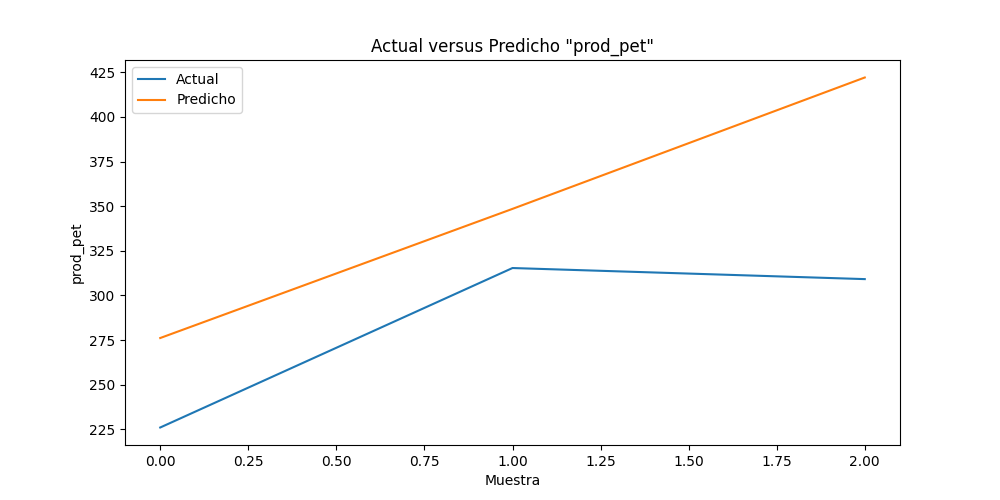 Actual versus Predicho "prod_pet"
Actual
Predicho
425
400
375
350
325
300
275
250
225
prod_pet
0.00 0.25 0.50 0.75 1.00 1.25 1.50 1.75 2.00
Muestra